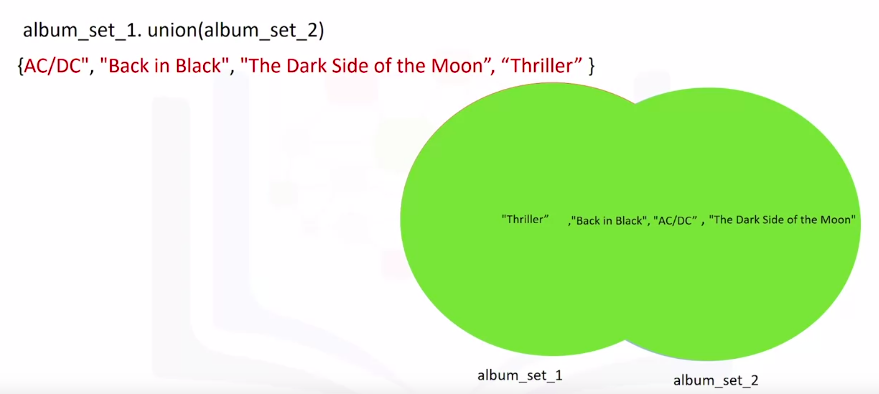 album_set_1. union(album_set_2)
{AC/DC", "Back in Black", "The Dark Side of the Moon”, “Thriller” }
"Thriller” ,"Back in Black", "AC/DC” , "The Dark Side of the Moon"
album_set_1
album_set_2